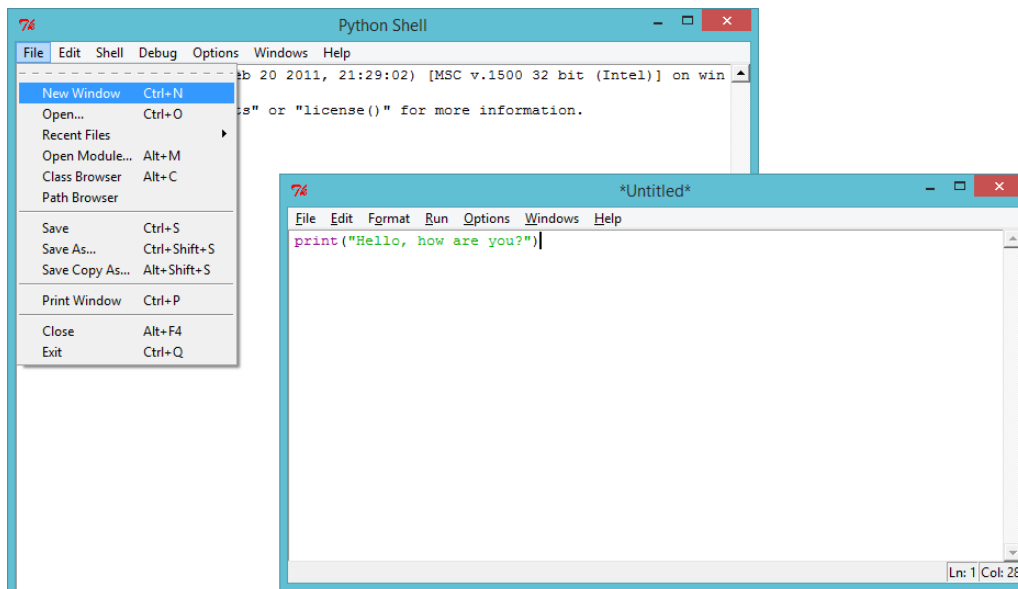 Python Shell
File Edit Shell Debug Options Windows Help
eb 20 2011, 21:29:02) [MSC v.1500 32 bit (Intel)] on win
s" or "license()" for more information.
New Window Ctrl+N
Open... Ctrl+O
Recent Files
Open Module... Alt+M
Class Browser Alt+C
Path Browser
Save Ctrl+S
Save As... Ctrl+Shift+S
Save Copy As... Alt+Shift+S
Print Window Ctrl+P
Close Alt+F4
Exit Ctrl+Q
*Untitled*
File Edit Format Run Options Windows Help
print("Hello, how are you?")
Ln: 1 Col: 28